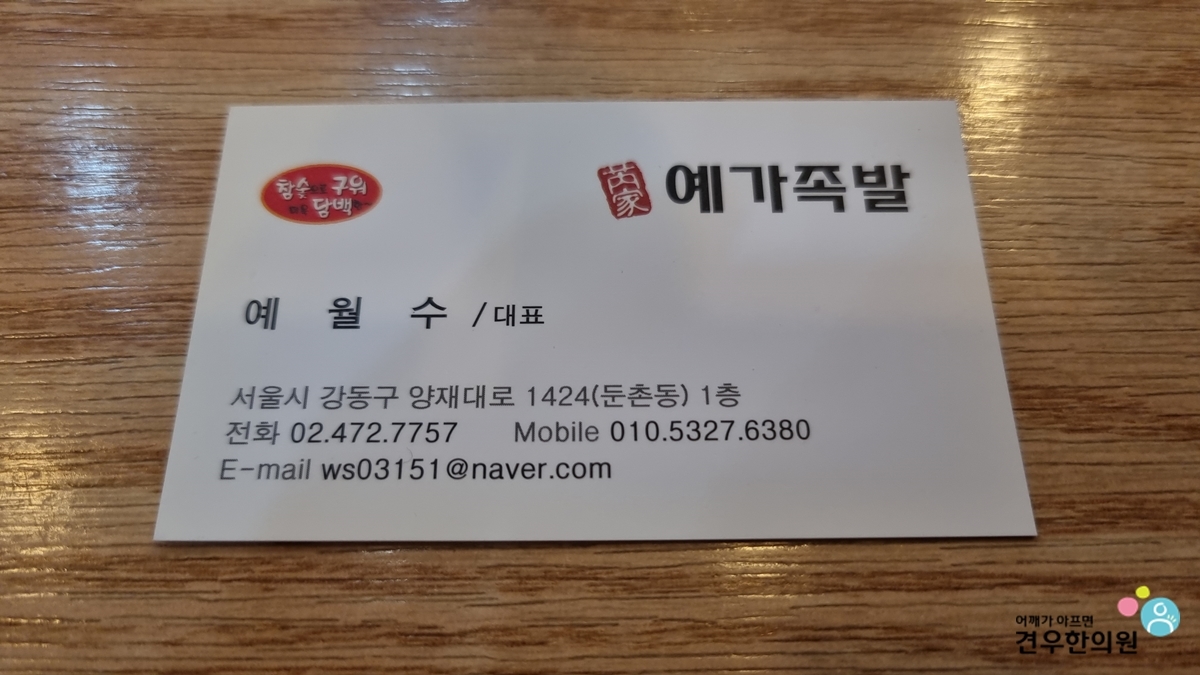 참숯으로 구워
더욱 담백
예가족발
예 월 수 /대표
서울시 강동구 양재대로 1424(둔촌동) 1층
전화 02.472.7757 Mobile 010.5327.6380
E-mail ws03151@naver.com
어깨가 아프면
견우한의원